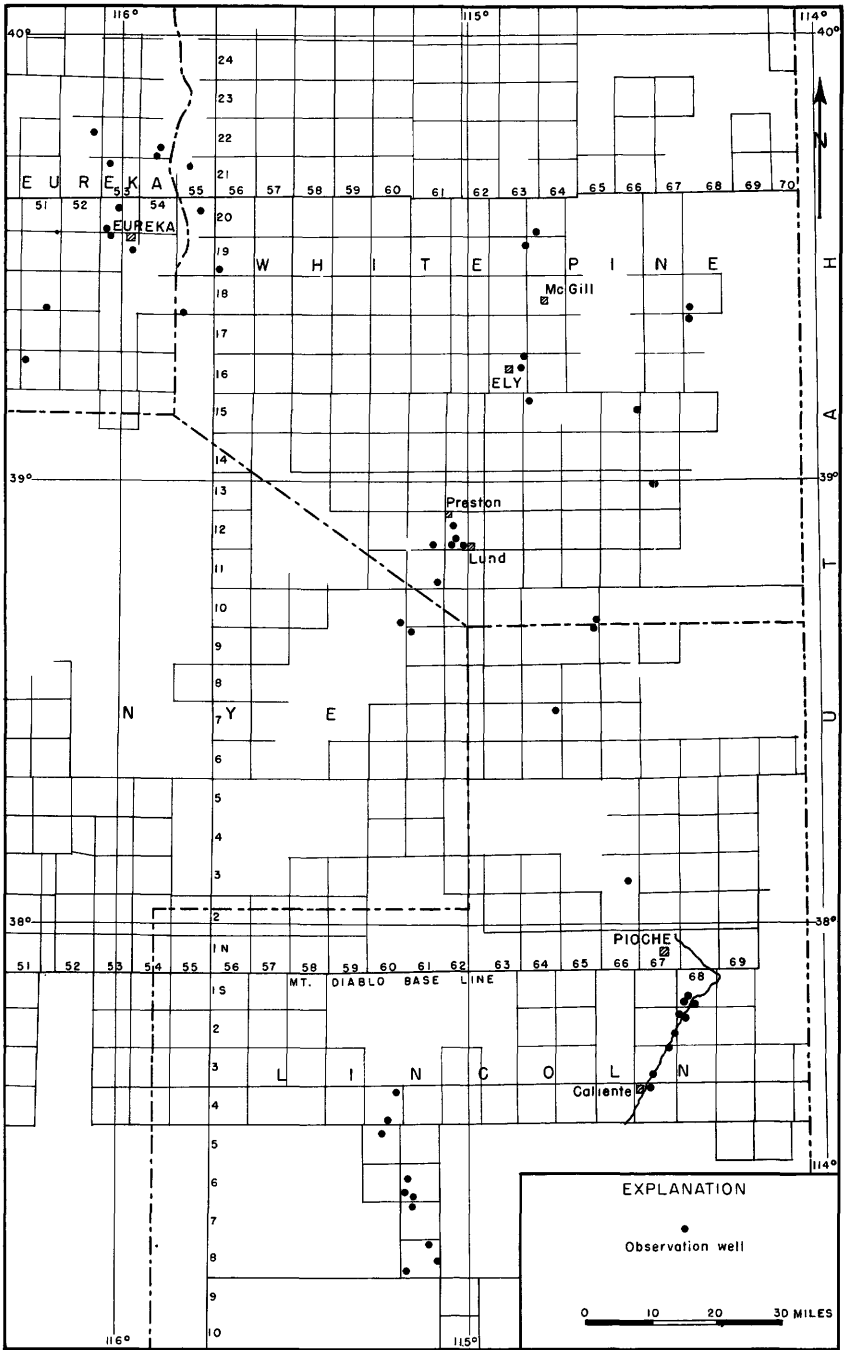 116° 115° 114°
40° 40°
24
23
22
21
N
E U R E K A
53 55 56 57 58 59 60 61 62 63 64 65 66 67 68 69 70
51 52 54
20
EUREKA
19
W H I T E P I N E
H
18
McGill
17
16
ELY
15
A
14
39° 39°
13
Preston
12
Lund
11
T
10
9
8
N Y E
7
U
6
5
4
3
38° 38°
2
PIOCHE
1N
51 52 53 54 55 56 57 58 59 60 61 62 63 64 65 66 67 68 69
MT. DIABLO BASE LINE
1S
2
3
L I N C O L N
Caliente
4
5
114°
6
EXPLANATION
7
Observation well
8
9
0 10 20 30 MILES
10
116° 115°